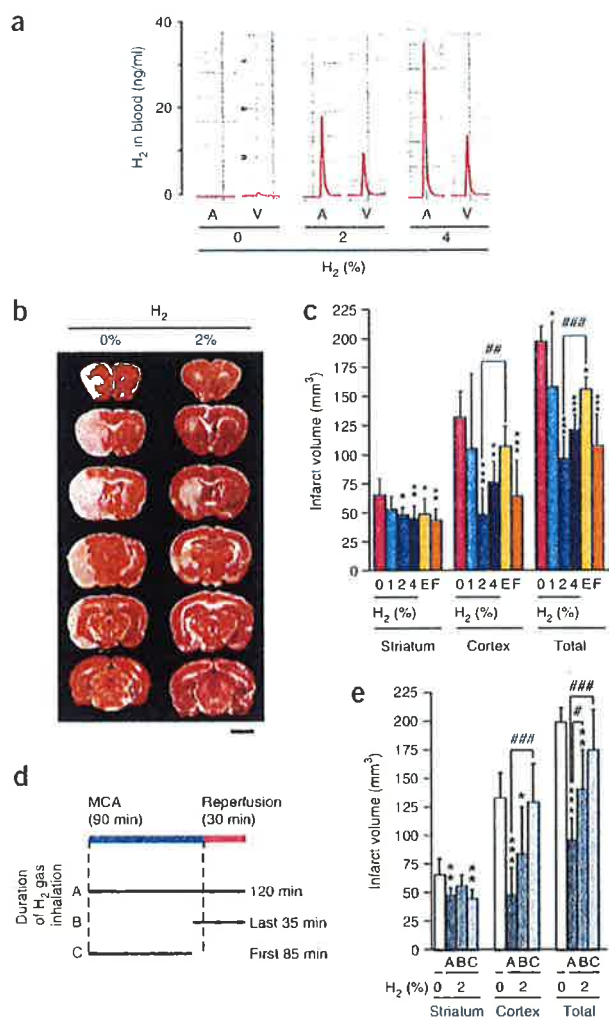 a
H₂ in blood (ng/ml)
40
20
0
A V A V A V
0 2 4
H₂ (%)
b
H₂
0% 2%
c
Infarct volume (mm³)
225
200
175
150
125
100
75
50
25
0
##
###
0 1 2 4 E F 0 1 2 4 E F 0 1 2 4 E F
H₂ (%) H₂ (%) H₂ (%)
Striatum Cortex Total
d
MCA
(90 min)
Reperfusion
(30 min)
Duration
of H₂ gas
inhalation
A 120 min
B Last 35 min
C First 85 min
e
Infarct volume (mm³)
225
200
175
150
125
100
75
50
25
0
###
###
#
A B C A B C A B C
H₂ (%) 0 2 0 2 0 2
Striatum Cortex Total